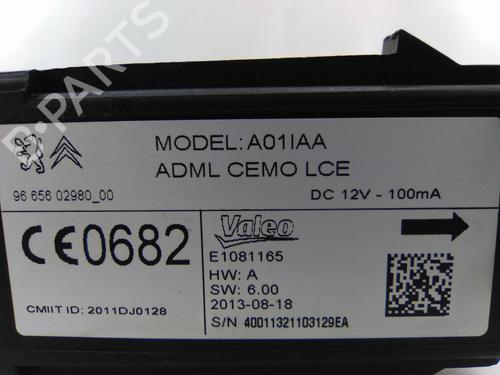 B-PARTS
MODEL: A01IAA
ADML CEMO LCE
96 656 02980_00
DC 12V - 100mA
CE0682
Valeo
E1081165
HW: A
SW: 6.00
2013-08-18
CMIIT ID: 2011DJ0128
S/N 40011321103129EA